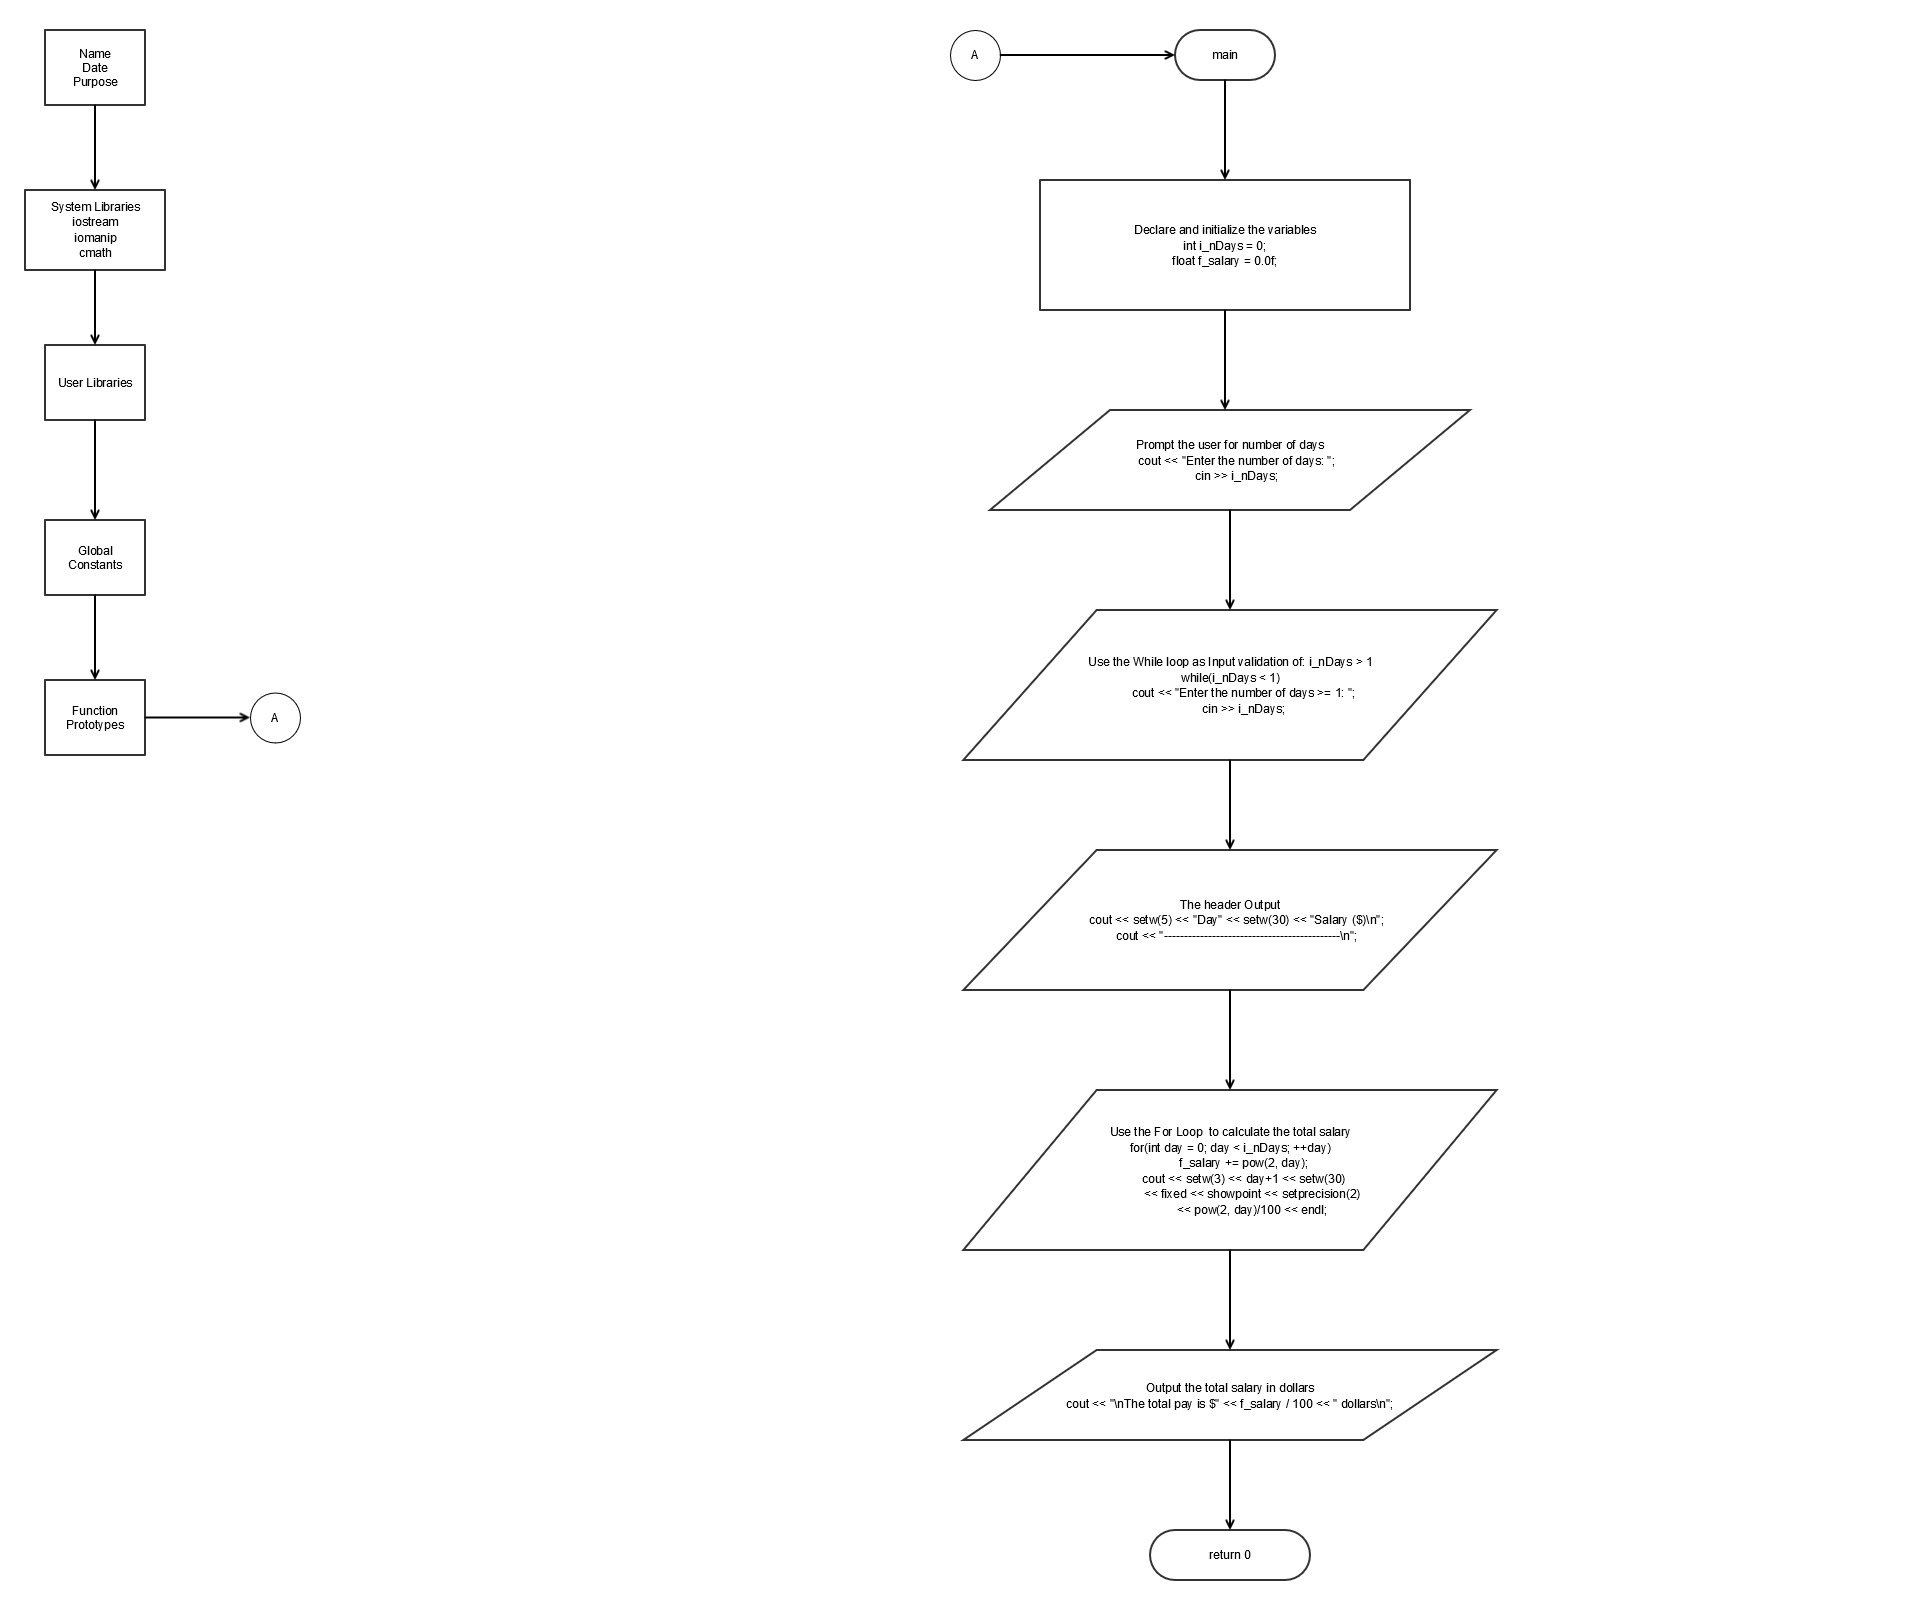 Name
Date
Purpose
System Libraries
iostream
iomanip
cmath
User Libraries
Global
Constants
Function
Prototypes
A
A
main
Declare and initialize the variables
int i_nDays = 0;
float f_salary = 0.0f;
Prompt the user for number of days
cout << "Enter the number of days: ";
cin >> i_nDays;
Use the While loop as Input validation of: i_nDays > 1
while(i_nDays < 1)
cout << "Enter the number of days >= 1: ";
cin >> i_nDays;
The header Output
cout << setw(5) << "Day" << setw(30) << "Salary ($)\n";
cout << "--------------------------------------------\n";
Use the For Loop  to calculate the total salary
for(int day = 0; day < i_nDays; ++day)
f_salary += pow(2, day);
cout << setw(3) << day+1 << setw(30)
<< fixed << showpoint << setprecision(2)
<< pow(2, day)/100 << endl;
Output the total salary in dollars
cout << "\nThe total pay is $" << f_salary / 100 << " dollars\n";
return 0